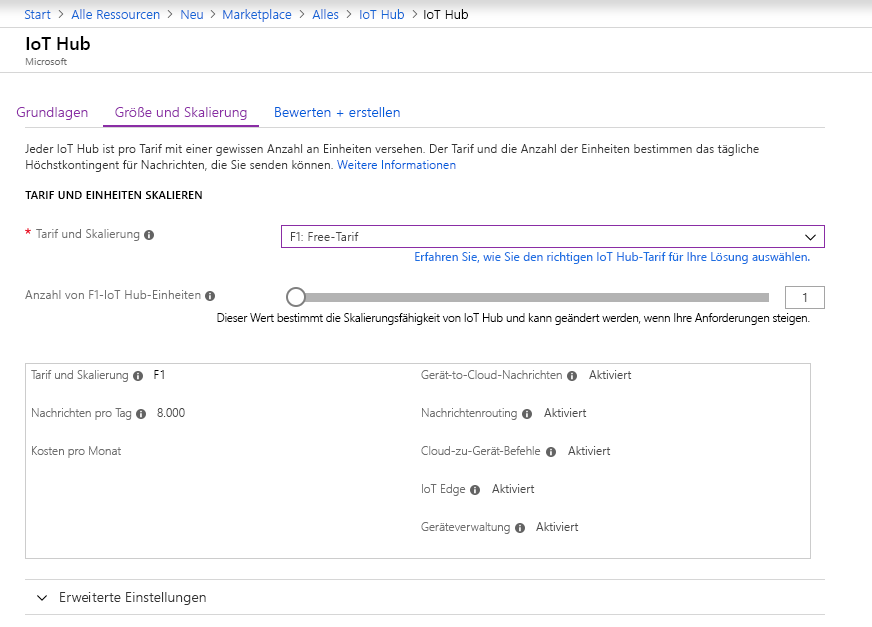 Start > Alle Ressourcen > Neu > Marketplace > Alles > IoT Hub > IoT Hub
IoT Hub
Microsoft
Grundlagen Größe und Skalierung Bewerten + erstellen
Jeder IoT Hub ist pro Tarif mit einer gewissen Anzahl an Einheiten versehen. Der Tarif und die Anzahl der Einheiten bestimmen das tägliche
Höchstkontingent für Nachrichten, die Sie senden können. Weitere Informationen
TARIF UND EINHEITEN SKALIEREN
* Tarif und Skalierung F1: Free-Tarif
Erfahren Sie, wie Sie den richtigen IoT Hub-Tarif für Ihre Lösung auswählen.
Anzahl von F1-IoT Hub-Einheiten 1
Dieser Wert bestimmt die Skalierungsfähigkeit von IoT Hub und kann geändert werden, wenn Ihre Anforderungen steigen.
Tarif und Skalierung F1 Gerät-to-Cloud-Nachrichten Aktiviert
Nachrichten pro Tag 8.000 Nachrichtenrouting Aktiviert
Kosten pro Monat Cloud-zu-Gerät-Befehle Aktiviert
IoT Edge Aktiviert
Geräteverwaltung Aktiviert
Erweiterte Einstellungen